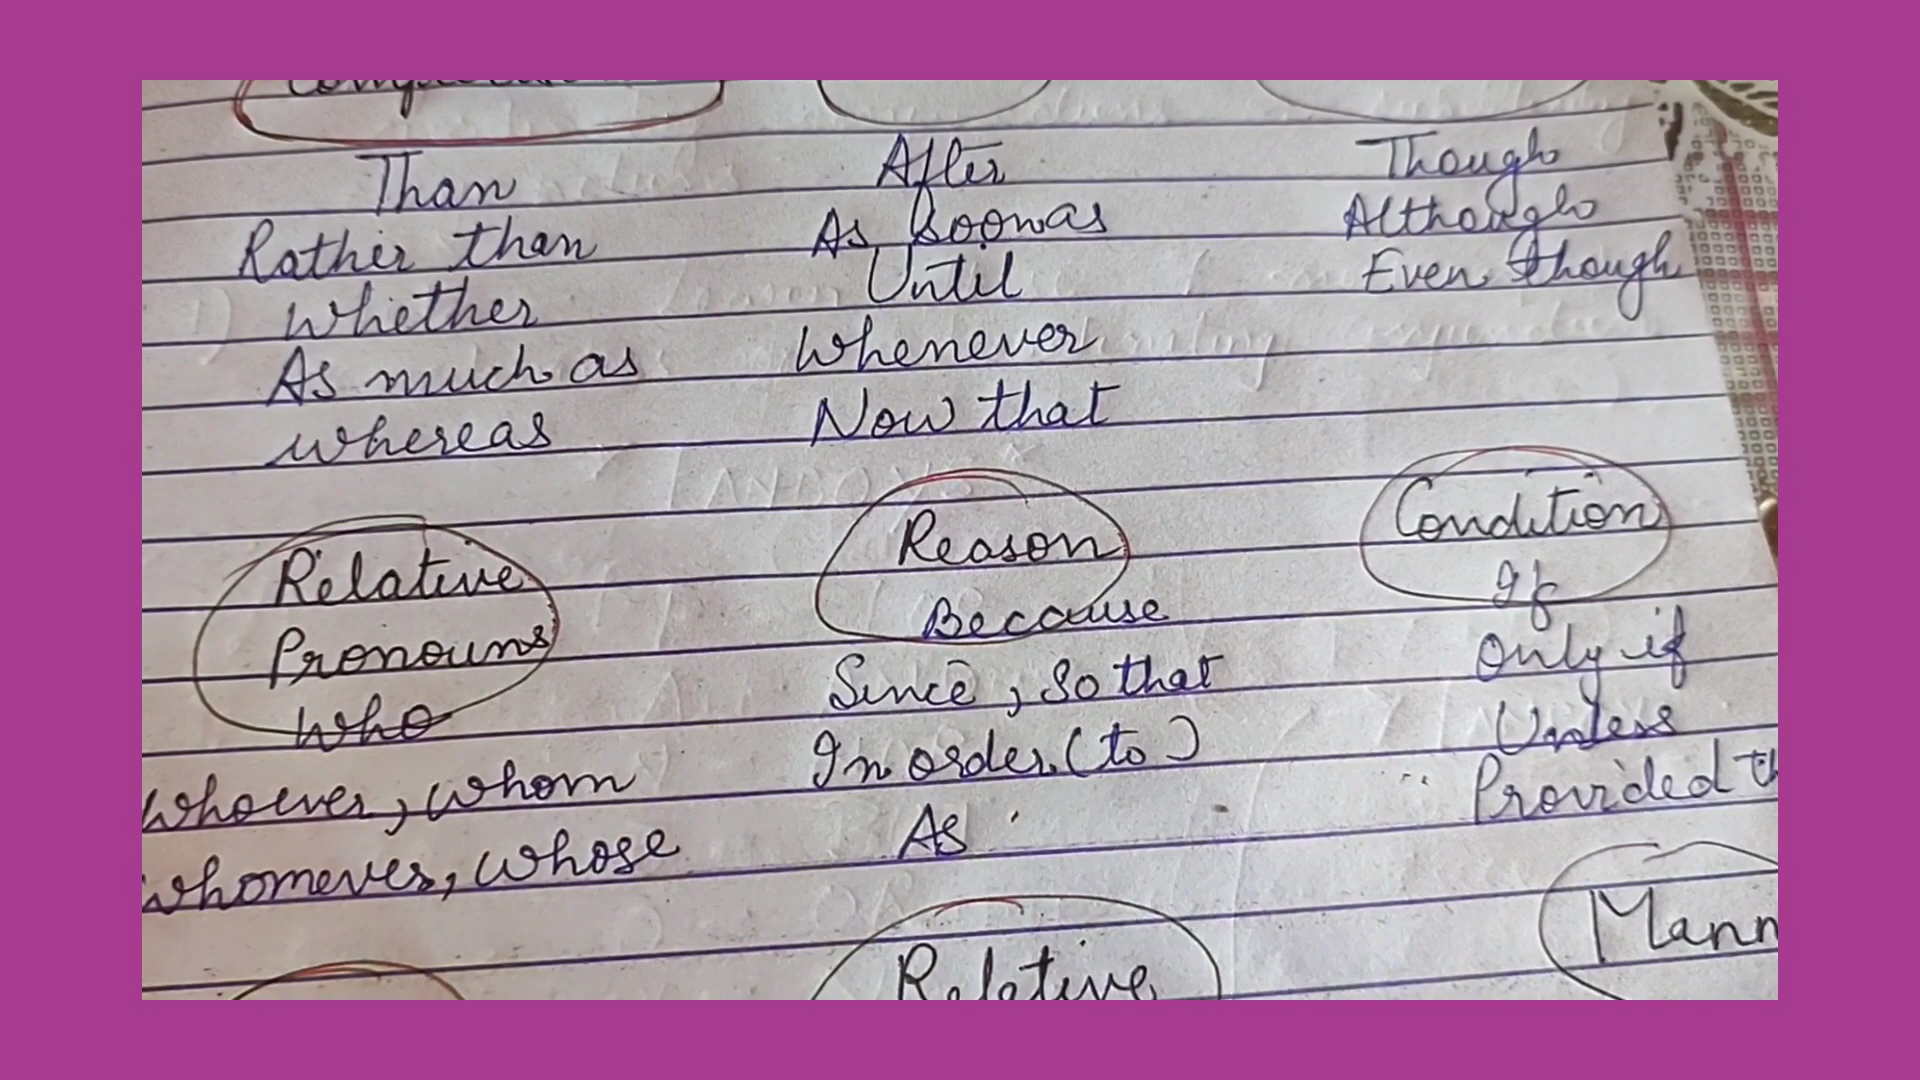 Than
Rather than
Whether
As much as
whereas
After
As soon as
Until
Whenever
Now that
Though
Although
Even though
Relative
Pronouns
Who
Whoever, whom
whomever, whose
Reason
Because
Since, so that
In order (to)
As
Condition
If
Only if
Unless
Provided th
Relative
Mann